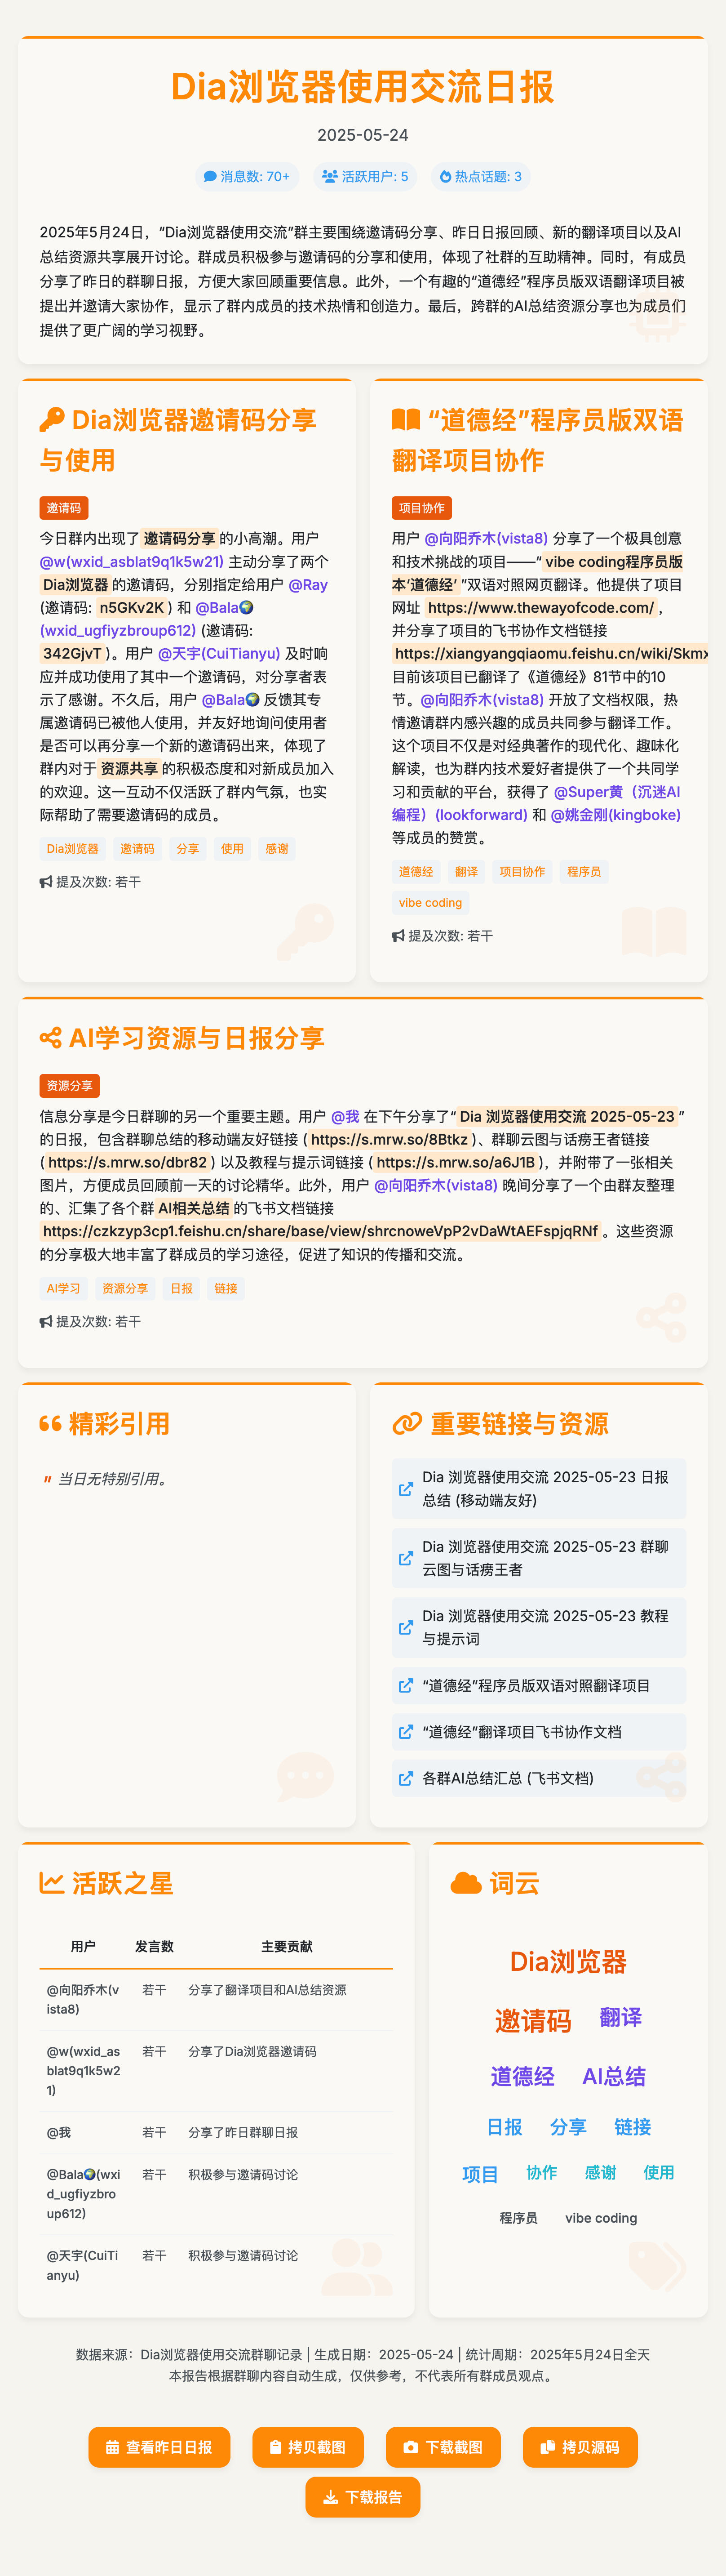 Dia浏览器使用交流日报
2025-05-24
消息数: 70+ 活跃用户: 5 热点话题: 3
2025年5月24日，“Dia浏览器使用交流”群主要围绕邀请码分享、昨日日报回顾、新的翻译项目以及AI
总结资源共享展开讨论。群成员积极参与邀请码的分享和使用，体现了社群的互助精神。同时，有成员
分享了昨日的群聊日报，方便大家回顾重要信息。此外，一个有趣的“道德经”程序员版双语翻译项目被
提出并邀请大家协作，显示了群内成员的技术热情和创造力。最后，跨群的AI总结资源分享也为成员们
提供了更广阔的学习视野。
Dia浏览器邀请码分享
与使用
邀请码
今日群内出现了 邀请码分享 的小高潮。用户
@w(wxid_asblat9q1k5w21) 主动分享了两个
Dia浏览器 的邀请码，分别指定给用户 @Ray
(邀请码: n5GKv2K ) 和 @Bala🌍
(wxid_ugfiyzbroup612) (邀请码:
342GjvT )。用户 @天宇(CuiTianyu) 及时响
应并成功使用了其中一个邀请码，对分享者表
示了感谢。不久后，用户 @Bala🌍 反馈其专
属邀请码已被他人使用，并友好地询问使用者
是否可以再分享一个新的邀请码出来，体现了
群内对于 资源共享 的积极态度和对新成员加入
的欢迎。这一互动不仅活跃了群内气氛，也实
际帮助了需要邀请码的成员。
Dia浏览器 邀请码 分享 使用 感谢
提及次数: 若干
“道德经”程序员版双语
翻译项目协作
项目协作
用户 @向阳乔木(vista8) 分享了一个极具创意
和技术挑战的项目——“ vibe coding程序员版
本‘道德经’ ”双语对照网页翻译。他提供了项目
网址 https://www.thewayofcode.com/ ，
并分享了项目的飞书协作文档链接
https://xiangyangqiaomu.feishu.cn/wiki/Skmx
目前该项目已翻译了《道德经》81节中的10
节。@向阳乔木(vista8) 开放了文档权限，热
情邀请群内感兴趣的成员共同参与翻译工作。
这个项目不仅是对经典著作的现代化、趣味化
解读，也为群内技术爱好者提供了一个共同学
习和贡献的平台，获得了 @Super黄（沉迷AI
编程）(lookforward) 和 @姚金刚(kingboke)
等成员的赞赏。
道德经 翻译 项目协作 程序员
vibe coding
提及次数: 若干
AI学习资源与日报分享
资源分享
信息分享是今日群聊的另一个重要主题。用户 @我 在下午分享了“ Dia 浏览器使用交流 2025-05-23 ”
的日报，包含群聊总结的移动端友好链接 ( https://s.mrw.so/8Btkz )、群聊云图与话痨王者链接
( https://s.mrw.so/dbr82 ) 以及教程与提示词链接 ( https://s.mrw.so/a6J1B )，并附带了一张相关
图片，方便成员回顾前一天的讨论精华。此外，用户 @向阳乔木(vista8) 晚间分享了一个由群友整理
的、汇集了各个群 AI相关总结 的飞书文档链接
https://czkzyp3cp1.feishu.cn/share/base/view/shrcnoweVpP2vDaWtAEFspjqRNf 。这些资源
的分享极大地丰富了群成员的学习途径，促进了知识的传播和交流。
AI学习 资源分享 日报 链接
提及次数: 若干
精彩引用
" 当日无特别引用。
重要链接与资源
Dia 浏览器使用交流 2025-05-23 日报
总结 (移动端友好)
Dia 浏览器使用交流 2025-05-23 群聊
云图与话痨王者
Dia 浏览器使用交流 2025-05-23 教程
与提示词
“道德经”程序员版双语对照翻译项目
“道德经”翻译项目飞书协作文档
各群AI总结汇总 (飞书文档)
活跃之星
用户 发言数 主要贡献
@向阳乔木(v 若干 分享了翻译项目和AI总结资源
ista8)
@w(wxid_as 若干 分享了Dia浏览器邀请码
blat9q1k5w2
1)
@我 若干 分享了昨日群聊日报
@Bala🌍(wxi 若干 积极参与邀请码讨论
d_ugfiyzbro
up612)
@天宇(CuiTi 若干 积极参与邀请码讨论
anyu)
词云
Dia浏览器
邀请码 翻译
道德经 AI总结
日报 分享 链接
项目 协作 感谢 使用
程序员 vibe coding
数据来源：Dia浏览器使用交流群聊记录 | 生成日期：2025-05-24 | 统计周期：2025年5月24日全天
本报告根据群聊内容自动生成，仅供参考，不代表所有群成员观点。
查看昨日日报 拷贝截图 下载截图 拷贝源码
下载报告